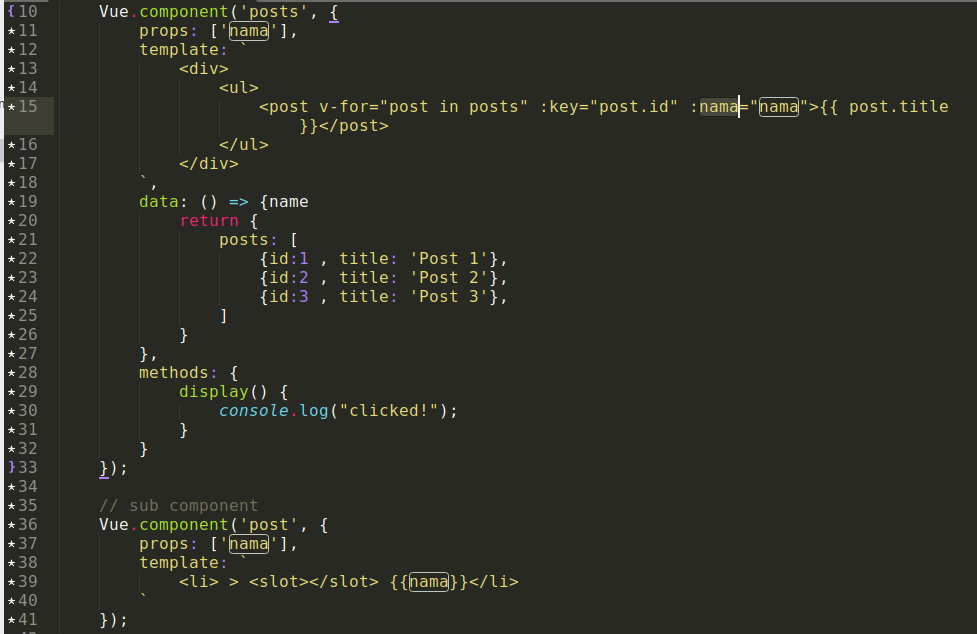 {10 Vue.component('posts', {
*11 props: ['nama'],
*12 template: `
*13 <div>
*14 <ul>
*15 <post v-for="post in posts" :key="post.id" :nama="nama">{{ post.title
}}</post>
*16 </ul>
*17 </div>
*18 `,
*19 data: () => {name
*20 return {
*21 posts: [
*22 {id:1 , title: 'Post 1'},
*23 {id:2 , title: 'Post 2'},
*24 {id:3 , title: 'Post 3'},
*25 ]
*26 }
*27 },
*28 methods: {
*29 display() {
*30 console.log("clicked!");
*31 }
*32 }
}33 });
*34
*35 // sub component
*36 Vue.component('post', {
*37 props: ['nama'],
*38 template: `
*39 <li> > <slot></slot> {{nama}}</li>
*40 `
*41 });